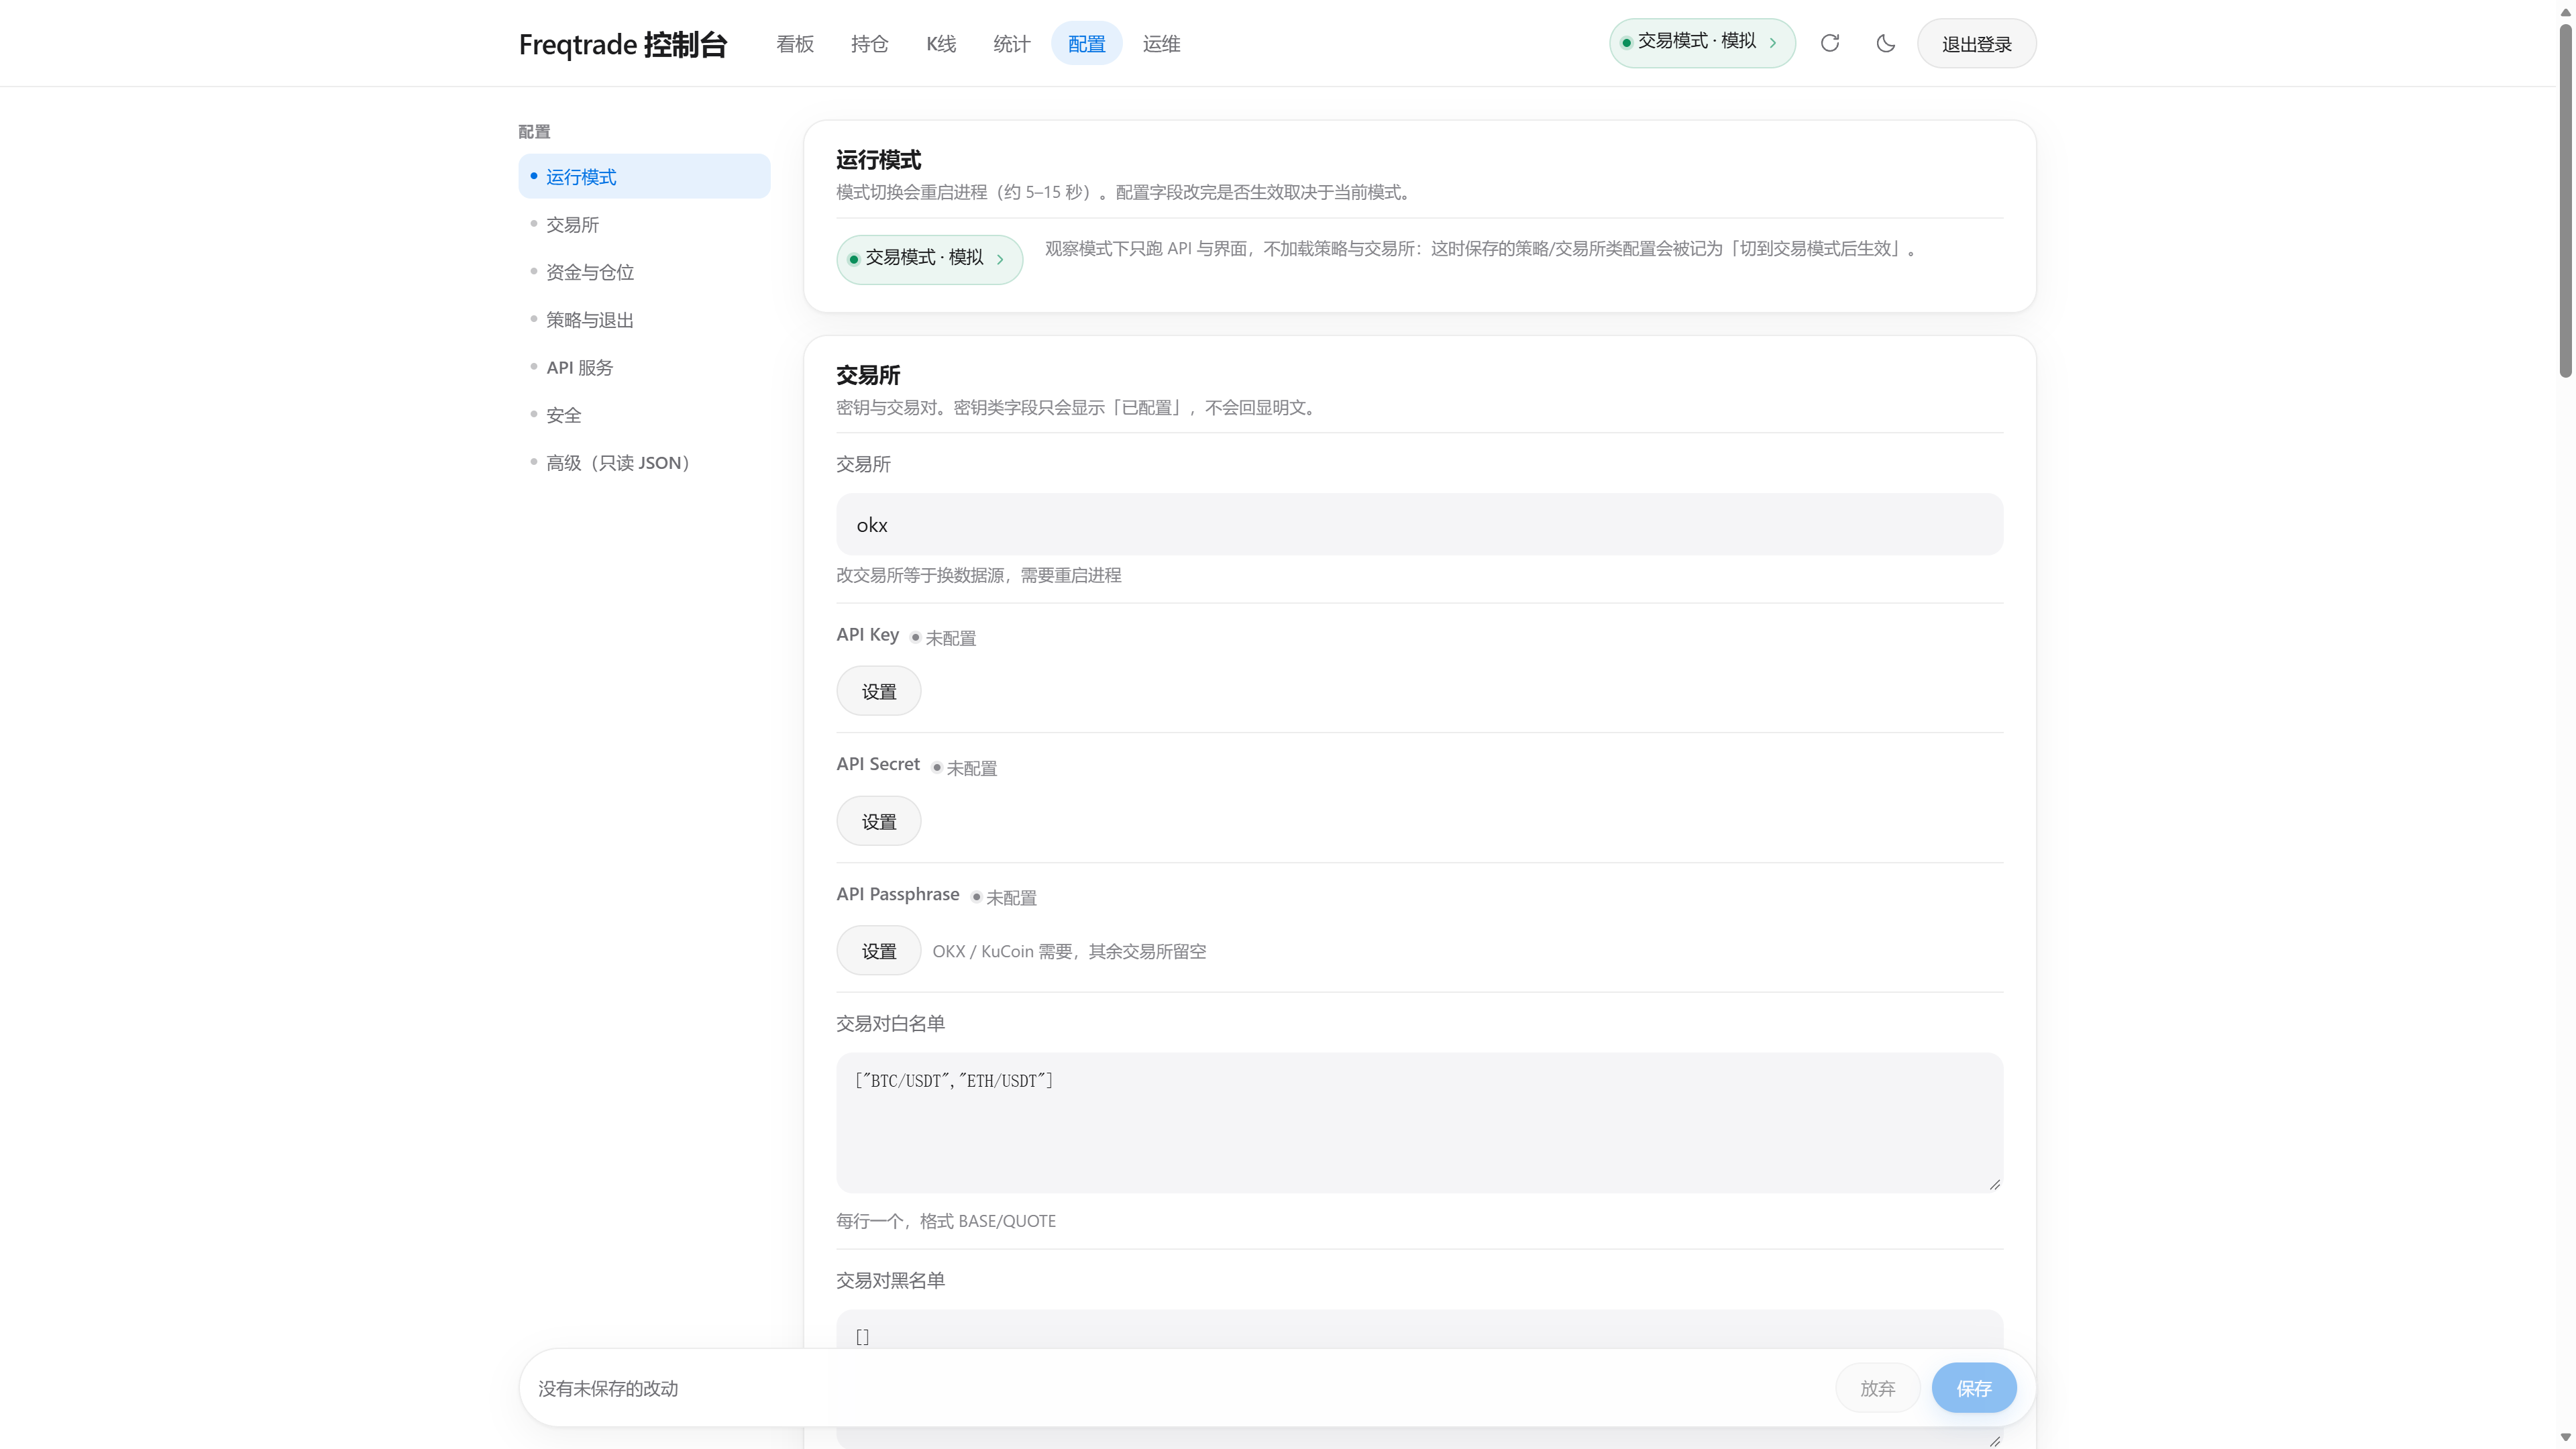 Freqtrade 控制台
看板
持仓
K线
统计
配置
运维
交易模式 · 模拟
退出登录
配置
运行模式
交易所
资金与仓位
策略与退出
API 服务
安全
高级（只读 JSON）
运行模式
模式切换会重启进程（约 5–15 秒）。配置字段改完是否生效取决于当前模式。
交易模式 · 模拟
观察模式下只跑 API 与界面，不加载策略与交易所：这时保存的策略/交易所类配置会被记为「切到交易模式后生效」。
交易所
密钥与交易对。密钥类字段只会显示「已配置」，不会回显明文。
交易所
okx
改交易所等于换数据源，需要重启进程
API Key 未配置
设置
API Secret 未配置
设置
API Passphrase 未配置
设置 OKX / KuCoin 需要，其余交易所留空
交易对白名单
["BTC/USDT","ETH/USDT"]
每行一个，格式 BASE/QUOTE
交易对黑名单
[]
没有未保存的改动
放弃
保存